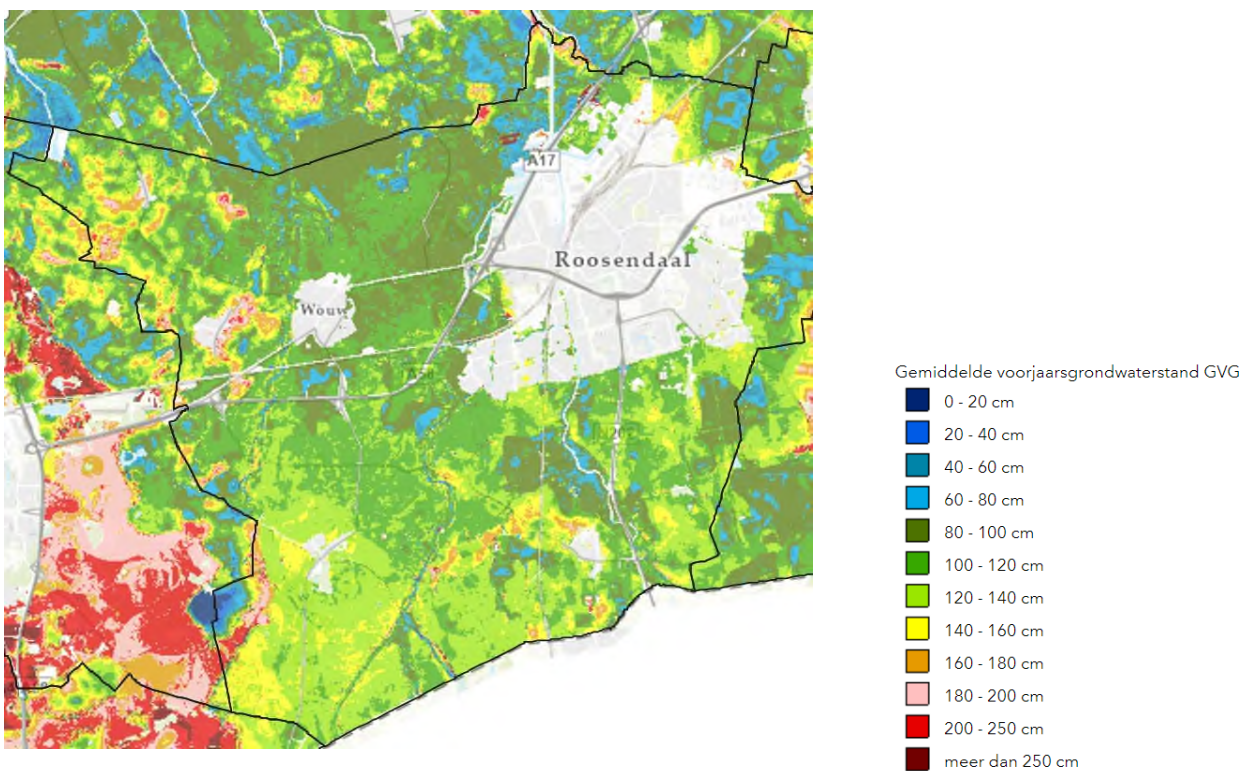 A17
Roosendaal
Wouw
Gemiddelde voorjaarsgrondwaterstand GVG
0 - 20 cm
20 - 40 cm
40 - 60 cm
60 - 80 cm
80 - 100 cm
100 - 120 cm
120 - 140 cm
140 - 160 cm
160 - 180 cm
180 - 200 cm
200 - 250 cm
meer dan 250 cm